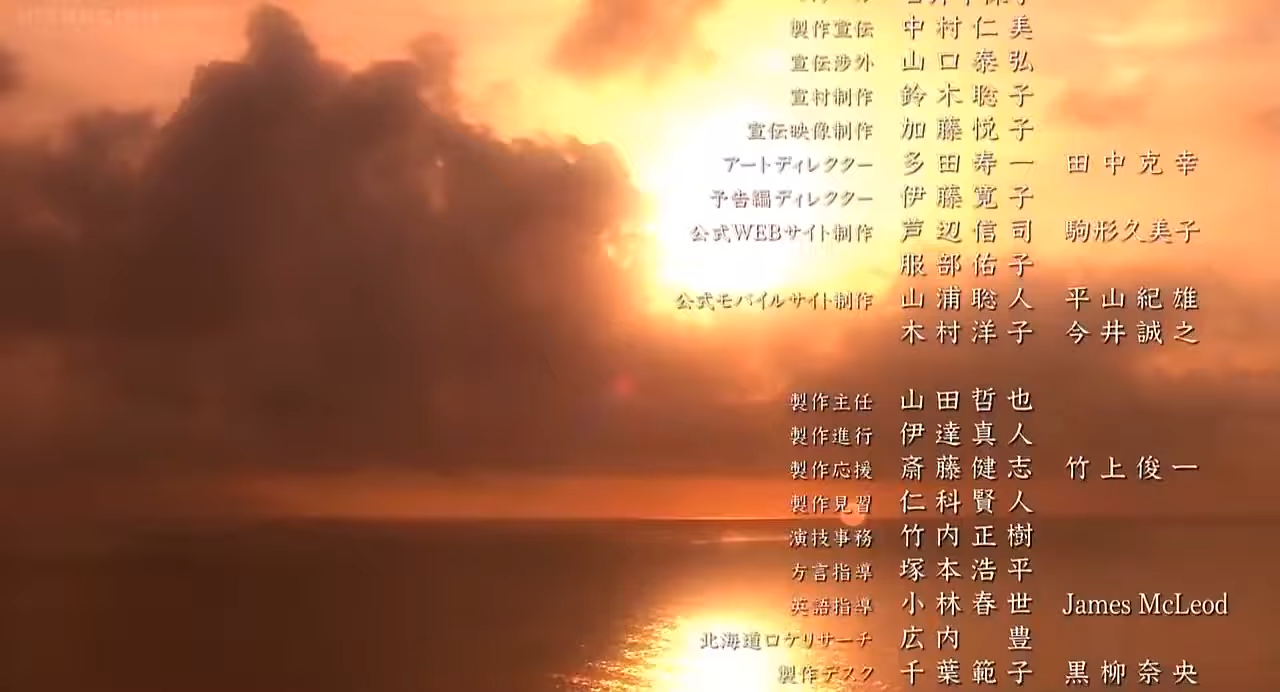 製作宣伝 中村仁美
宣伝渉外 山口泰弘
宣材制作 鈴木聡子
宣伝映像制作 加藤悦子
アートディレクター 多田寿一 田中克幸
予告編ディレクター 伊藤寛子
公式WEBサイト制作 芦辺信司 駒形久美子
服部佑子
公式モバイルサイト制作 山浦聡人 平山紀雄
木村洋子 今井誠之
製作主任 山田哲也
製作進行 伊達真人
製作応援 斎藤健志 竹上俊一
製作見習 仁科賢人
演技事務 竹内正樹
方言指導 塚本浩平
英語指導 小林春世 James McLeod
北海道ロケリサーチ 広内 豊
製作デスク 千葉範子 黒柳奈央